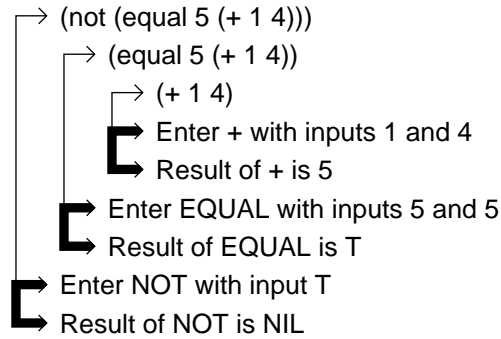 (not (equal 5 (+ 1 4)))
(equal 5 (+ 1 4))
(+ 1 4)
Enter + with inputs 1 and 4
Result of + is 5
Enter EQUAL with inputs 5 and 5
Result of EQUAL is T
Enter NOT with input T
Result of NOT is NIL